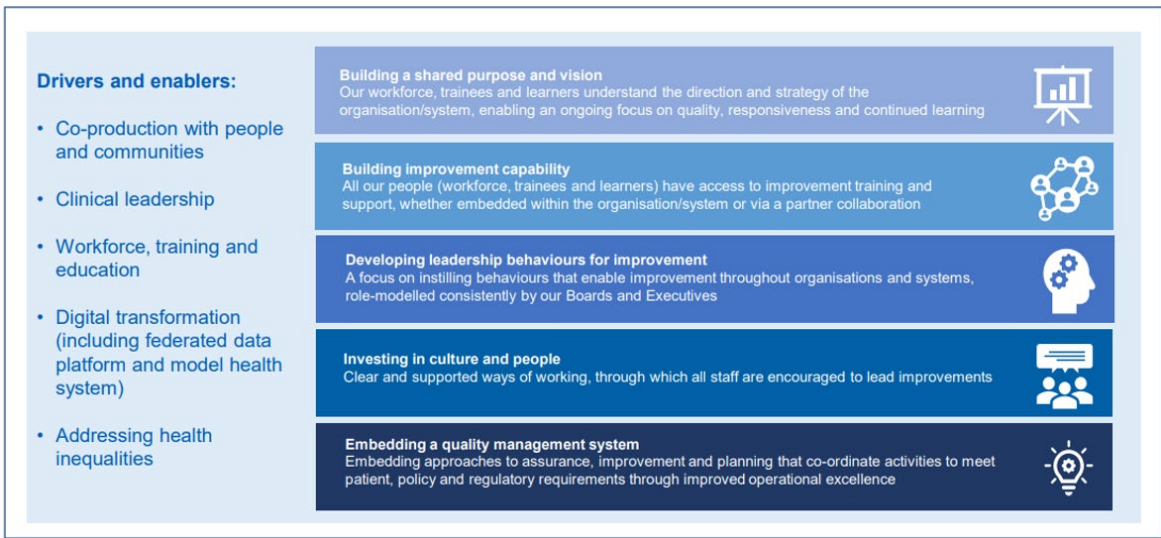 Drivers and enablers:
• Co-production with people
and communities
• Clinical leadership
• Workforce, training and
education
• Digital transformation
(including federated data
platform and model health
system)
• Addressing health
inequalities
Building a shared purpose and vision
Our workforce, trainees and learners understand the direction and strategy of the
organisation/system, enabling an ongoing focus on quality, responsiveness and continued learning
Building improvement capability
All our people (workforce, trainees and learners) have access to improvement training and
support, whether embedded within the organisation/system or via a partner collaboration
Developing leadership behaviours for improvement
A focus on instilling behaviours that enable improvement throughout organisations and systems,
role-modelled consistently by our Boards and Executives
Investing in culture and people
Clear and supported ways of working, through which all staff are encouraged to lead improvements
Embedding a quality management system
Embedding approaches to assurance, improvement and planning that co-ordinate activities to meet
patient, policy and regulatory requirements through improved operational excellence